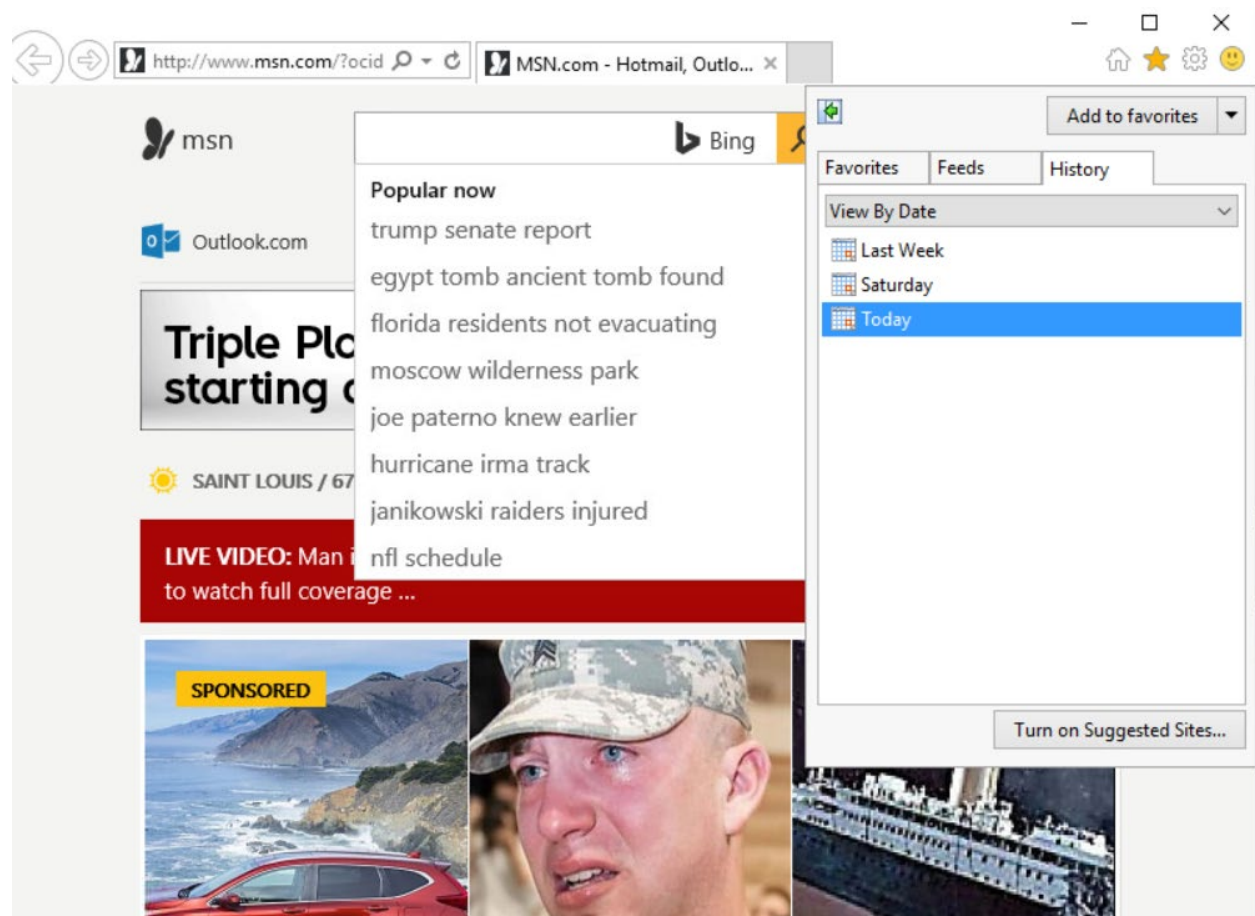 http://www.msn.com/?ocid
MSN.com - Hotmail, Outlo...
msn
Bing
Popular now
trump senate report
egypt tomb ancient tomb found
florida residents not evacuating
moscow wilderness park
joe paterno knew earlier
hurricane irma track
janikowski raiders injured
nfl schedule
Outlook.com
Triple Pl
starting
SAINT LOUIS / 67
LIVE VIDEO: Man i
to watch full coverage ...
SPONSORED
Add to favorites
Favorites
Feeds
History
View By Date
Last Week
Saturday
Today
Turn on Suggested Sites...